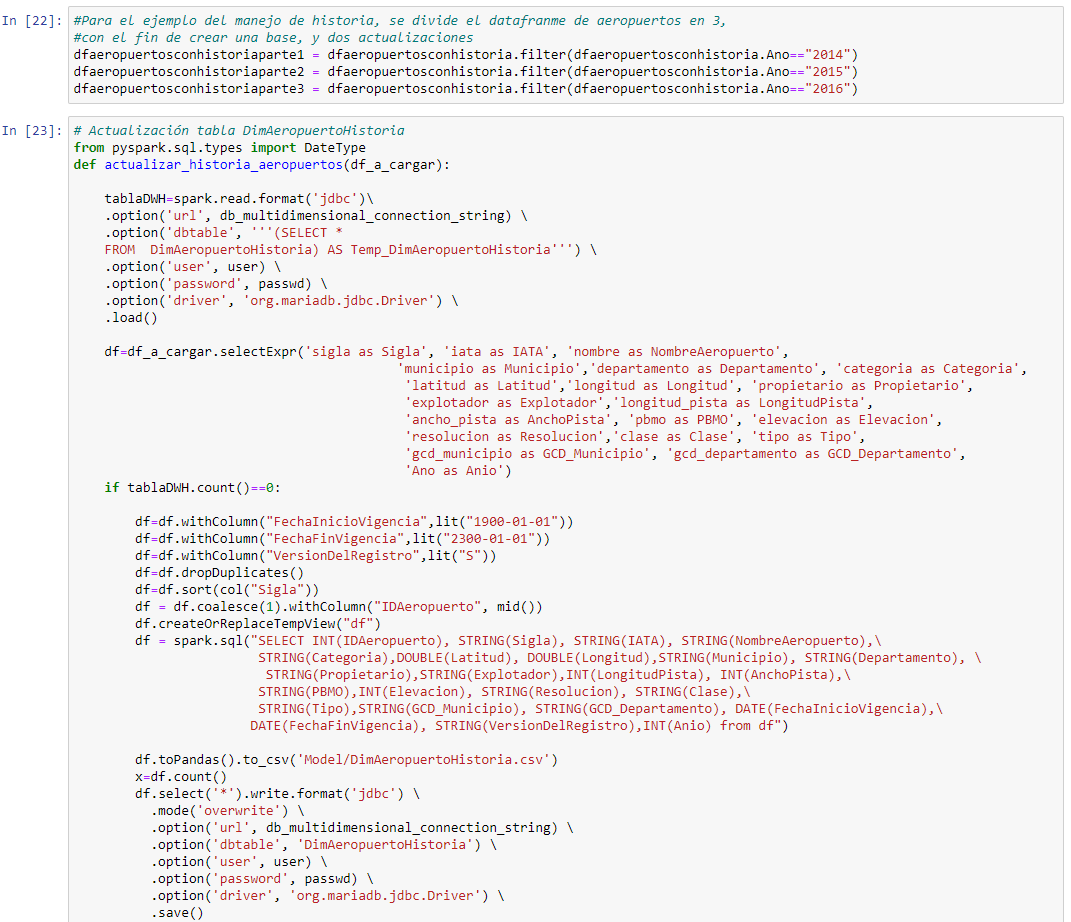 In [22]: #Para el ejemplo del manejo de historia, se divide el datafranme de aeropuertos en 3,
#con el fin de crear una base, y dos actualizaciones
dfaeropuertosconhistoriaparte1 = dfaeropuertosconhistoria.filter(dfaeropuertosconhistoria.Ano=="2014")
dfaeropuertosconhistoriaparte2 = dfaeropuertosconhistoria.filter(dfaeropuertosconhistoria.Ano=="2015")
dfaeropuertosconhistoriaparte3 = dfaeropuertosconhistoria.filter(dfaeropuertosconhistoria.Ano=="2016")
In [23]: # Actualización tabla DimAeropuertoHistoria
from pyspark.sql.types import DateType
def actualizar_historia_aeropuertos(df_a_cargar):
    tablaDWH=spark.read.format('jdbc')\
    .option('url', db_multidimensional_connection_string) \
    .option('dbtable', '''(SELECT *
    FROM  DimAeropuertoHistoria) AS Temp_DimAeropuertoHistoria''') \
    .option('user', user) \
    .option('password', passwd) \
    .option('driver', 'org.mariadb.jdbc.Driver') \
    .load()
    df=df_a_cargar.selectExpr('sigla as Sigla', 'iata as IATA', 'nombre as NombreAeropuerto',
                                          'municipio as Municipio','departamento as Departamento', 'categoria as Categoria',
                                           'latitud as Latitud','longitud as Longitud', 'propietario as Propietario',
                                           'explotador as Explotador','longitud_pista as LongitudPista',
                                           'ancho_pista as AnchoPista', 'pbmo as PBMO', 'elevacion as Elevacion',
                                           'resolucion as Resolucion','clase as Clase', 'tipo as Tipo',
                                           'gcd_municipio as GCD_Municipio', 'gcd_departamento as GCD_Departamento',
                                           'Ano as Anio')
    if tablaDWH.count()==0:
        df=df.withColumn("FechaInicioVigencia",lit("1900-01-01"))
        df=df.withColumn("FechaFinVigencia",lit("2300-01-01"))
        df=df.withColumn("VersionDelRegistro",lit("S"))
        df=df.dropDuplicates()
        df=df.sort(col("Sigla"))
        df = df.coalesce(1).withColumn("IDAeropuerto", mid())
        df.createOrReplaceTempView("df")
        df = spark.sql("SELECT INT(IDAeropuerto), STRING(Sigla), STRING(IATA), STRING(NombreAeropuerto),\
                        STRING(Categoria),DOUBLE(Latitud), DOUBLE(Longitud),STRING(Municipio), STRING(Departamento), \
                         STRING(Propietario),STRING(Explotador),INT(LongitudPista), INT(AnchoPista),\
                        STRING(PBMO),INT(Elevacion), STRING(Resolucion), STRING(Clase),\
                        STRING(Tipo),STRING(GCD_Municipio), STRING(GCD_Departamento), DATE(FechaInicioVigencia),\
                       DATE(FechaFinVigencia), STRING(VersionDelRegistro),INT(Anio) from df")
        df.toPandas().to_csv('Model/DimAeropuertoHistoria.csv')
        x=df.count()
        df.select('*').write.format('jdbc') \
          .mode('overwrite') \
          .option('url', db_multidimensional_connection_string) \
          .option('dbtable', 'DimAeropuertoHistoria') \
          .option('user', user) \
          .option('password', passwd) \
          .option('driver', 'org.mariadb.jdbc.Driver') \
          .save()